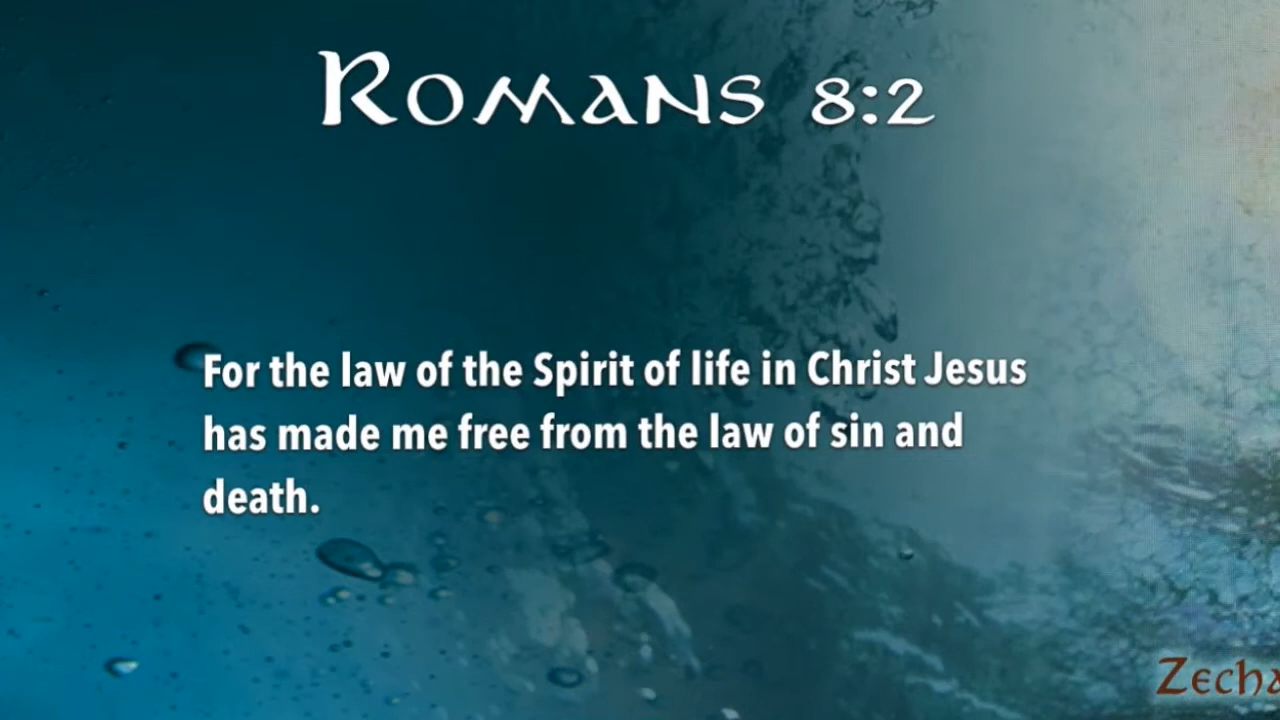 Romans 8:2
For the law of the Spirit of life in Christ Jesus
has made me free from the law of sin and
death.
Zecha